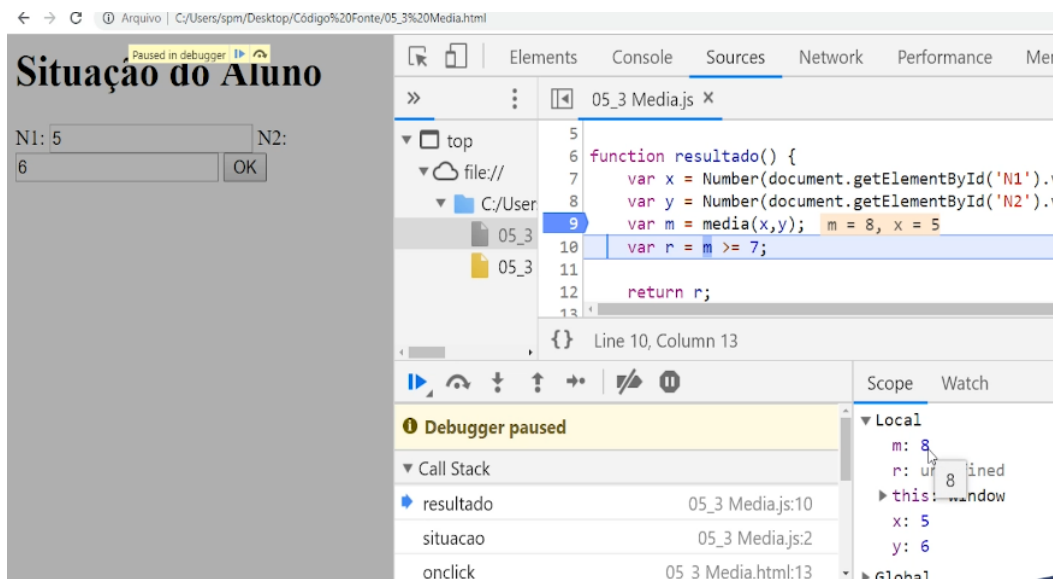 Arquivo | C:/Users/spm/Desktop/Código%20Fonte/05_3%20Media.html
Paused in debugger
Situação do Aluno
N1: 5 N2:
6 OK
Elements Console Sources Network Performance Mer
» 05_3 Media.js ×
top
file://
C:/User
05_3
05_3
5
6 function resultado() {
7 var x = Number(document.getElementById('N1').v
8 var y = Number(document.getElementById('N2').v
9 var m = media(x,y); m = 8, x = 5
10 var r = m >= 7;
11
12 return r;
13
{} Line 10, Column 13
Scope Watch
Debugger paused
Call Stack
resultado 05_3 Media.js:10
situacao 05_3 Media.js:2
onclick 05_3 Media.html:13
Local
m: 8
r:
8
this: Window
x: 5
y: 6
Global